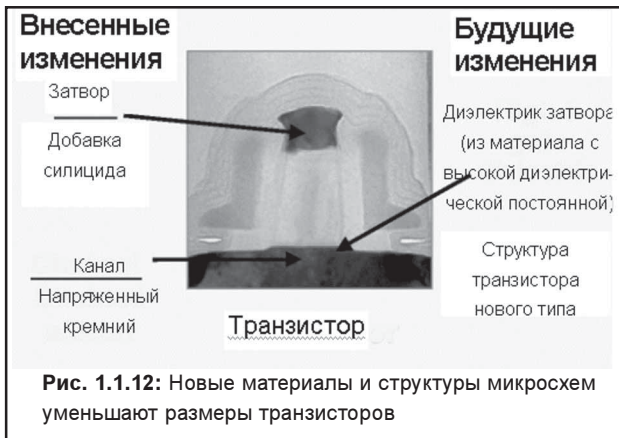 Внесенные
изменения
Затвор
Добавка
силицида
Канал
Напряженный
кремний
Транзистор
Будущие
изменения
Диэлектрик затвора
(из материала с
высокой диэлектри-
ческой постоянной)
Структура
транзистора
нового типа
Рис. 1.1.12: Новые материалы и структуры микросхем
уменьшают размеры транзисторов